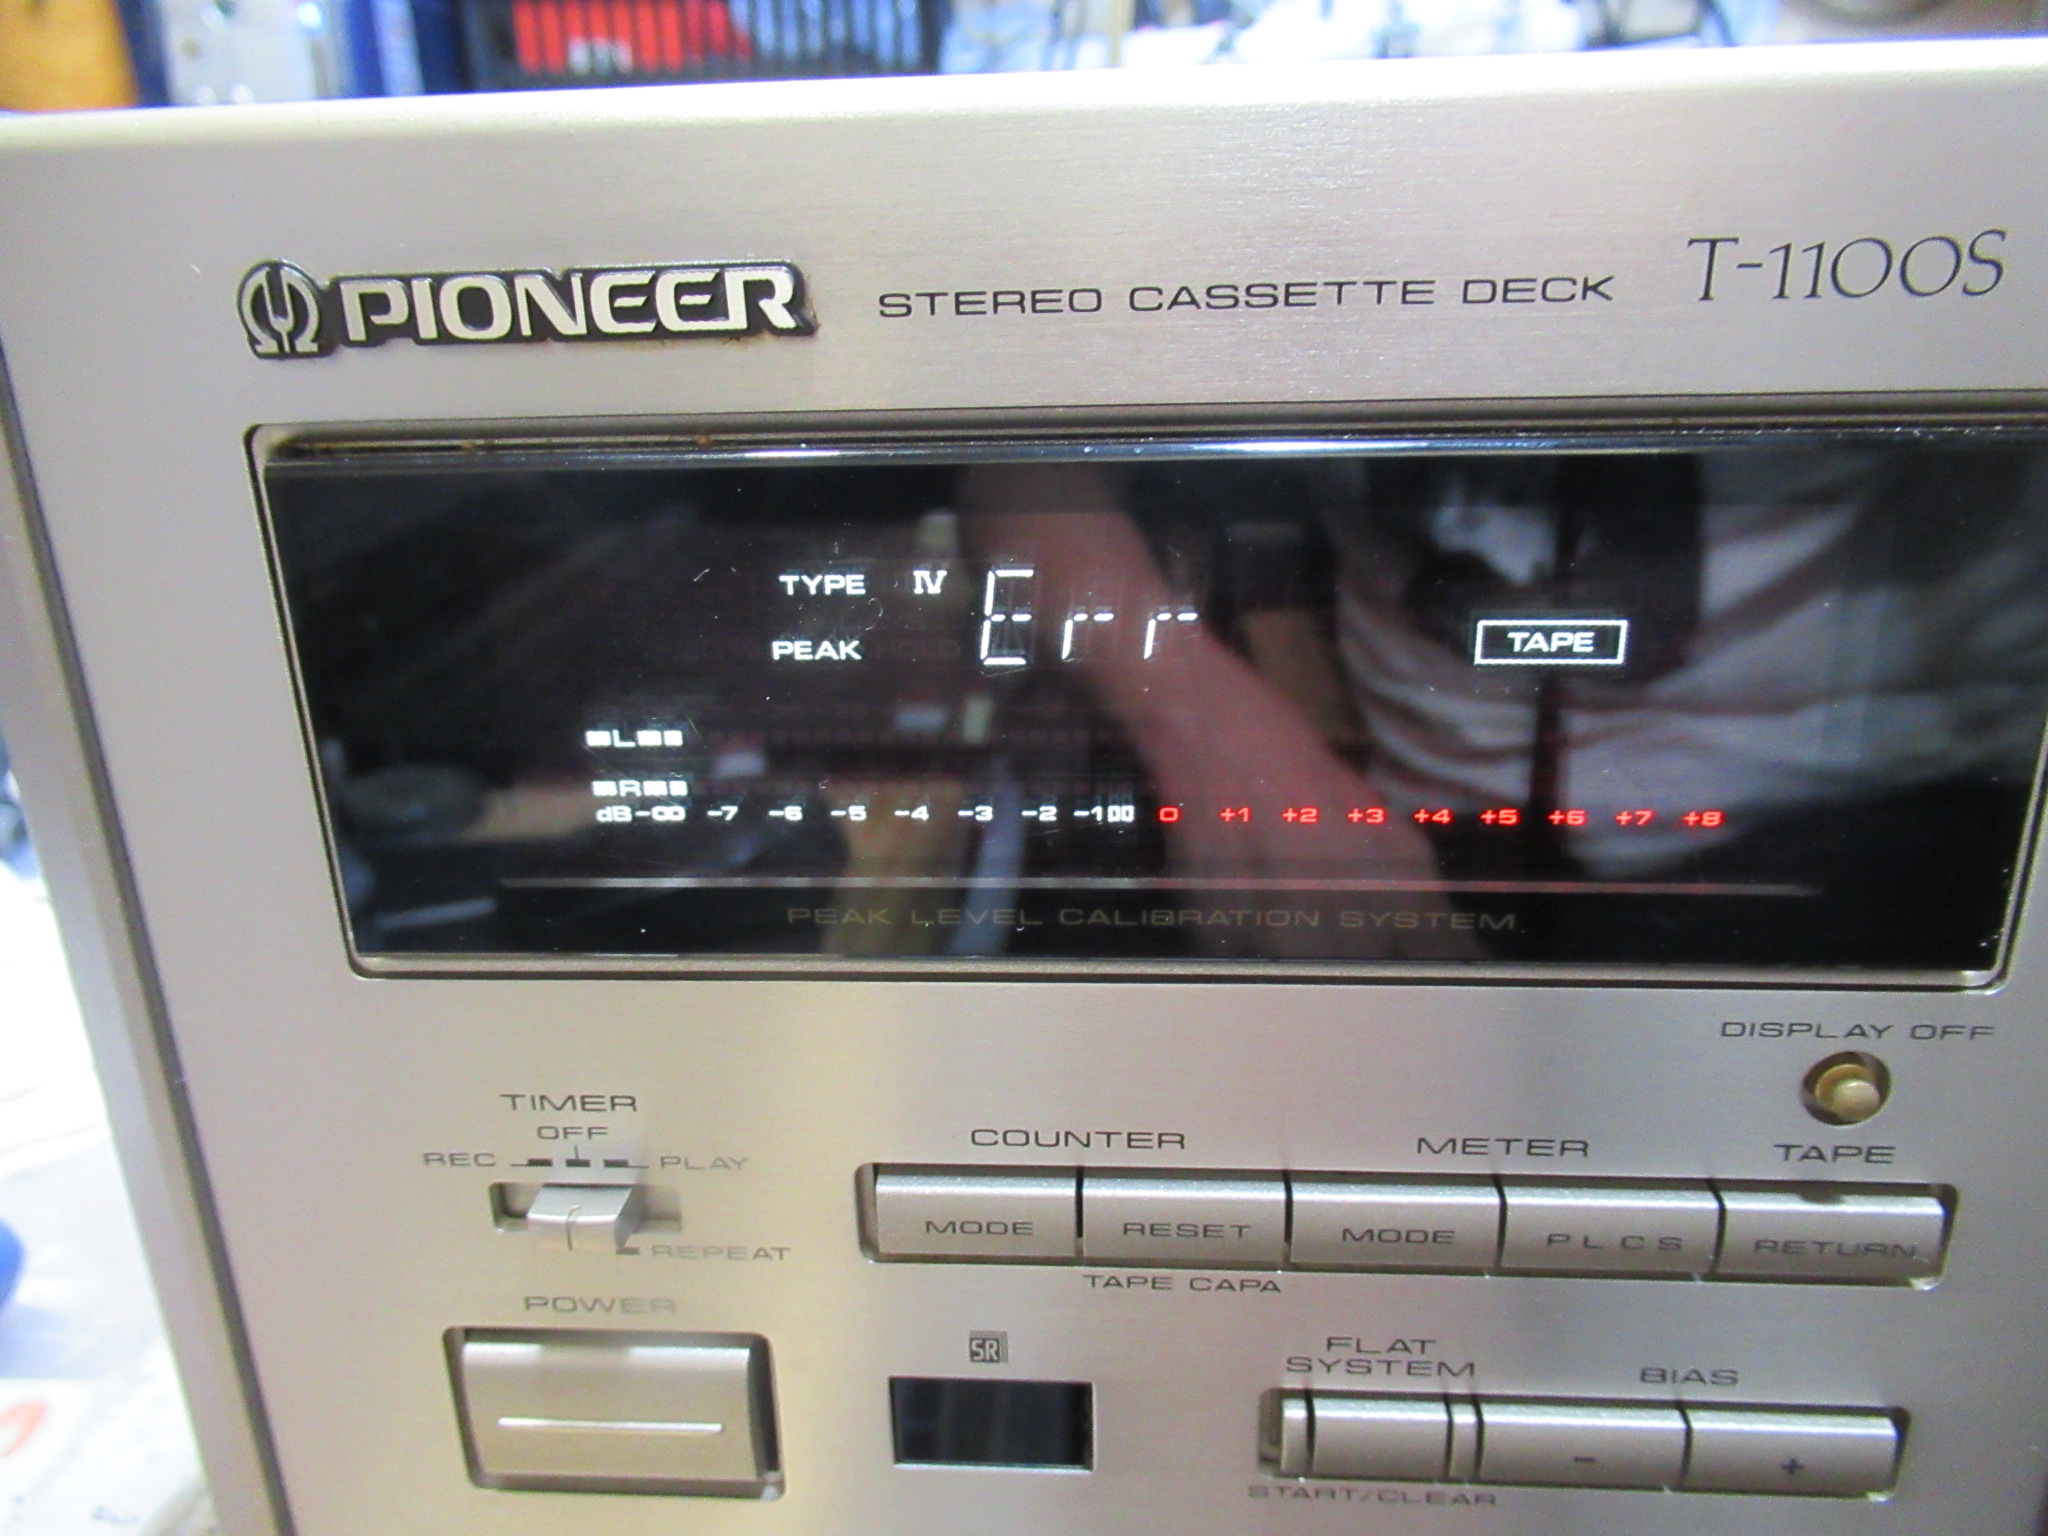 PIONEER STEREO CASSETTE DECK T-1100S
TYPE IV Err
PEAK HOLD TAPE
L
R
dB -∞ -7 -6 -5 -4 -3 -2 -1 0 +1 +2 +3 +4 +5 +6 +7 +8
PEAK LEVEL CALIBRATION SYSTEM
DISPLAY OFF
TIMER
OFF
REC PLAY
REPEAT
COUNTER METER TAPE
MODE RESET MODE PLCS RETURN
TAPE CAPA
POWER
SR
FLAT
SYSTEM
BIAS
- +
START/CLEAR